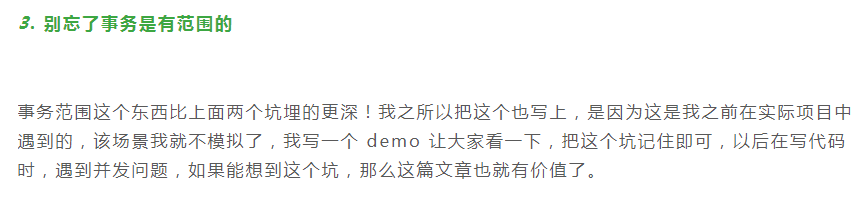 3. 别忘了事务是有范围的
事务范围这个东西比上面两个坑埋的更深！我之所以把这个也写上，是因为这是我之前在实际项目中
遇到的，该场景我就不模拟了，我写一个 demo 让大家看一下，把这个坑记住即可，以后在写代码
时，遇到并发问题，如果能想到这个坑，那么这篇文章也就有价值了。